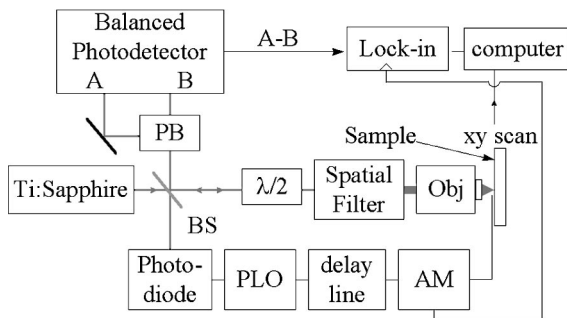 Balanced
Photodetector
A B
A-B
Lock-in
computer
PB
Sample
xy scan
Ti:Sapphire
BS
λ/2
Spatial
Filter
Obj
Photo-
diode
PLO
delay
line
AM